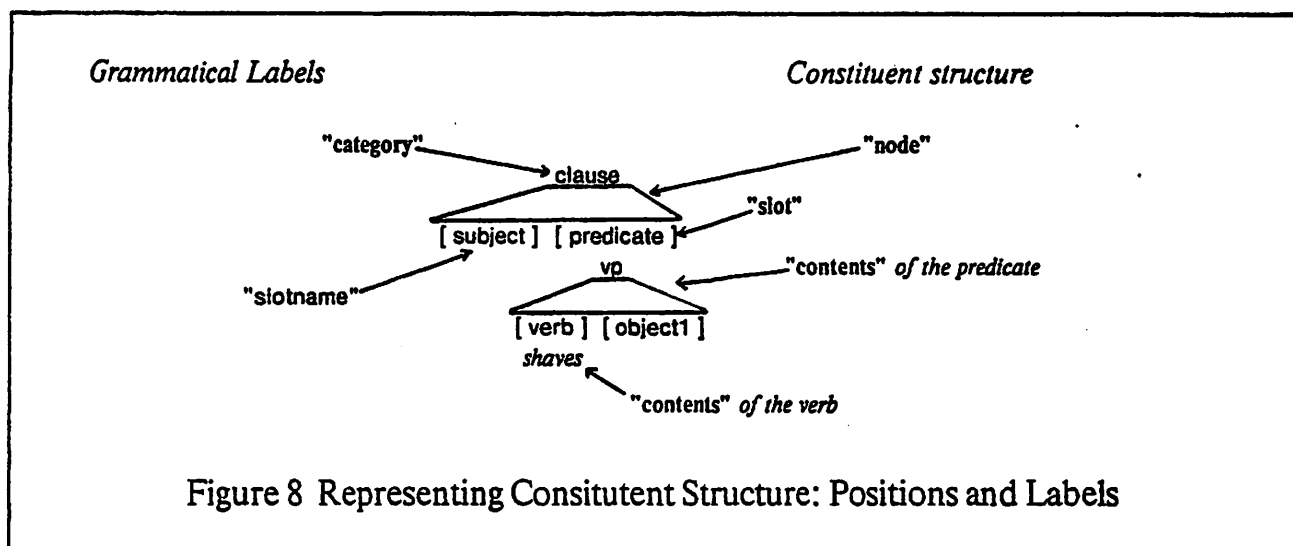 Grammatical Labels Constituent structure
"category" "node"
clause
"slot"
[ subject ] [ predicate ]
vp "contents" of the predicate
"slotname"
[ verb ] [ object1 ]
shaves
"contents" of the verb
Figure 8 Representing Consitutent Structure: Positions and Labels